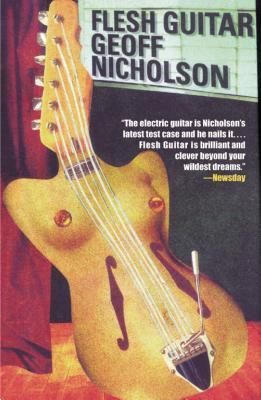 FLESH GUITAR
GEOFF
NICHOLSON
"The electric guitar is Nicholson's
latest test case and he nails it. . . .
Flesh Guitar is brilliant and
clever beyond your
wildest dreams."
—Newsday